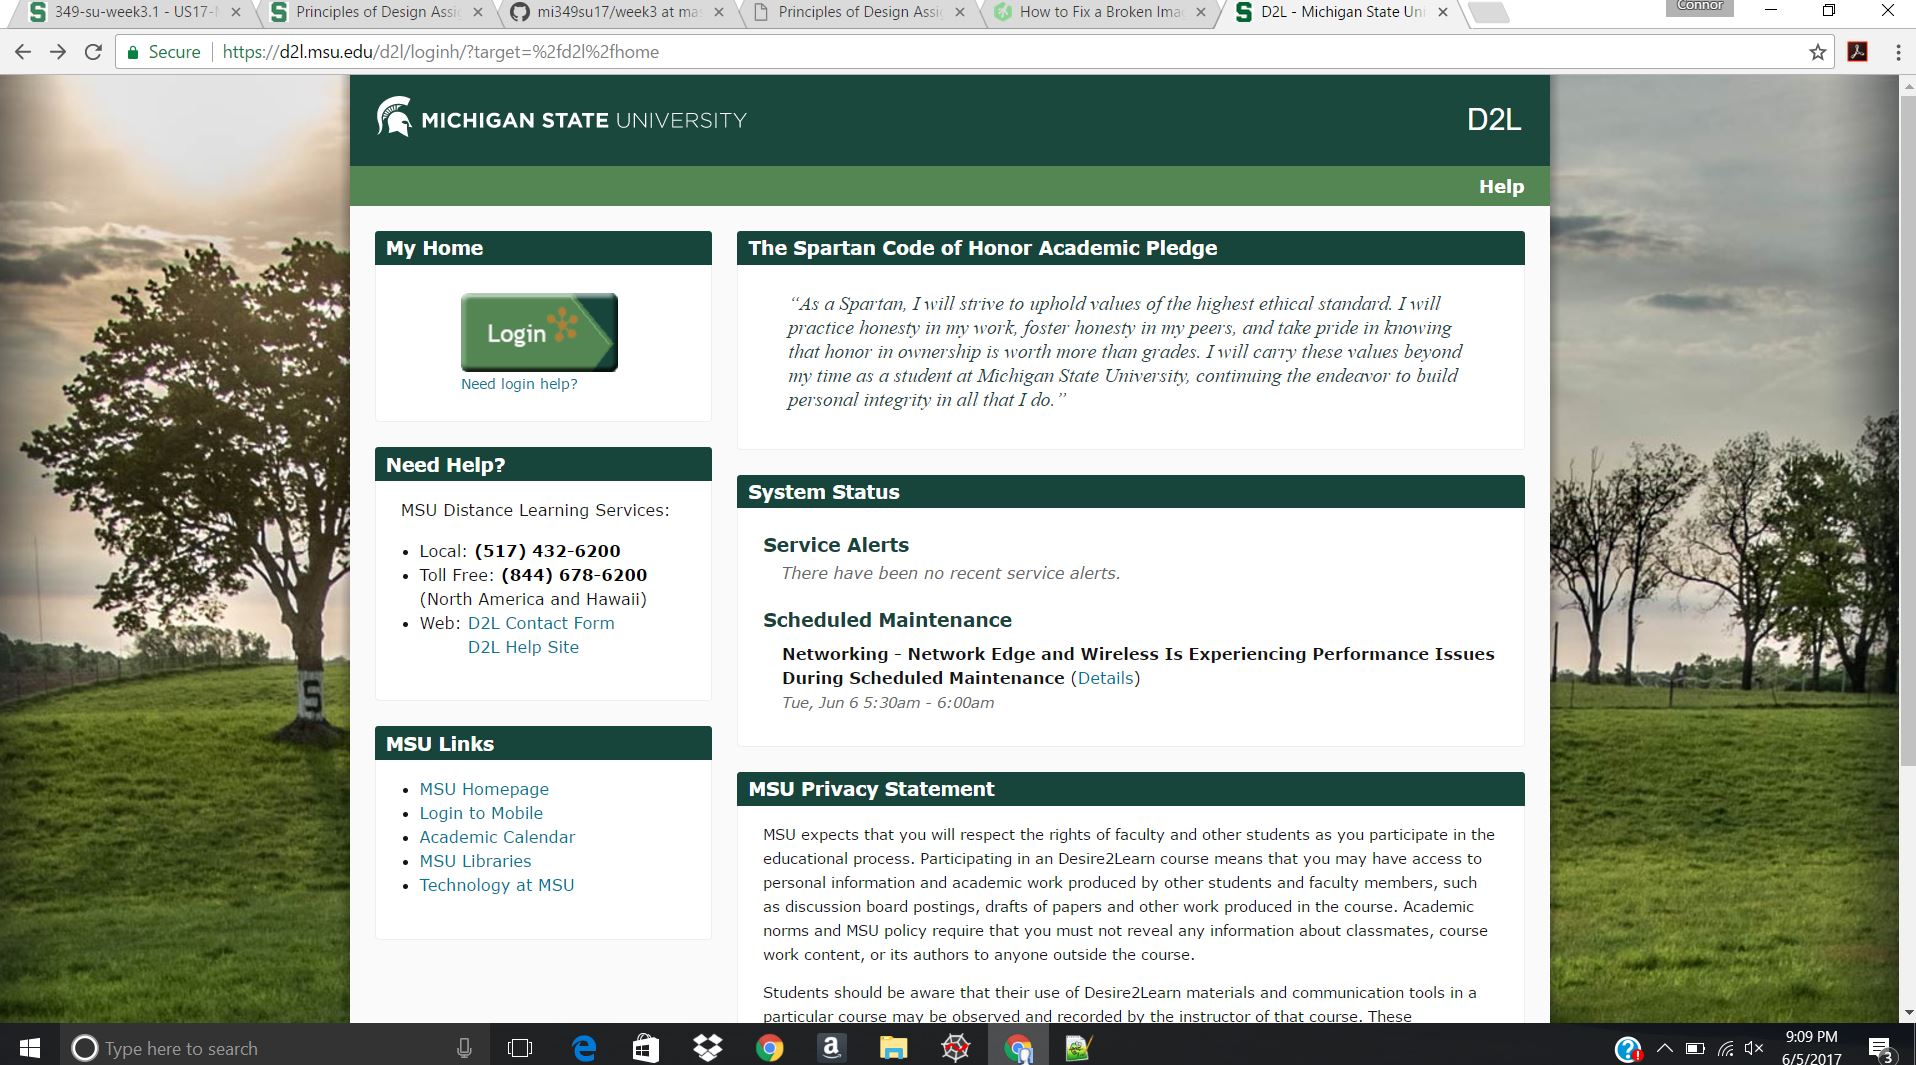 349-su-week3.1 - US17-
Principles of Design Assig
mi349su17/week3 at mas
Principles of Design Assig
How to Fix a Broken Imag
D2L - Michigan State Uni
Connor
Secure
https://d2l.msu.edu/d2l/loginh/?target=%2fd2l%2fhome
MICHIGAN STATE UNIVERSITY
D2L
Help
My Home
Login
Need login help?
Need Help?
MSU Distance Learning Services:
Local: (517) 432-6200
Toll Free: (844) 678-6200
(North America and Hawaii)
Web: D2L Contact Form
D2L Help Site
MSU Links
MSU Homepage
Login to Mobile
Academic Calendar
MSU Libraries
Technology at MSU
The Spartan Code of Honor Academic Pledge
“As a Spartan, I will strive to uphold values of the highest ethical standard. I will
practice honesty in my work, foster honesty in my peers, and take pride in knowing
that honor in ownership is worth more than grades. I will carry these values beyond
my time as a student at Michigan State University, continuing the endeavor to build
personal integrity in all that I do.”
System Status
Service Alerts
There have been no recent service alerts.
Scheduled Maintenance
Networking - Network Edge and Wireless Is Experiencing Performance Issues
During Scheduled Maintenance (Details)
Tue, Jun 6 5:30am - 6:00am
MSU Privacy Statement
MSU expects that you will respect the rights of faculty and other students as you participate in the
educational process. Participating in an Desire2Learn course means that you may have access to
personal information and academic work produced by other students and faculty members, such
as discussion board postings, drafts of papers and other work produced in the course. Academic
norms and MSU policy require that you must not reveal any information about classmates, course
work content, or its authors to anyone outside the course.
Students should be aware that their use of Desire2Learn materials and communication tools in a
particular course may be observed and recorded by the instructor of that course. These
S
Type here to search
9:09 PM
6/5/2017
3